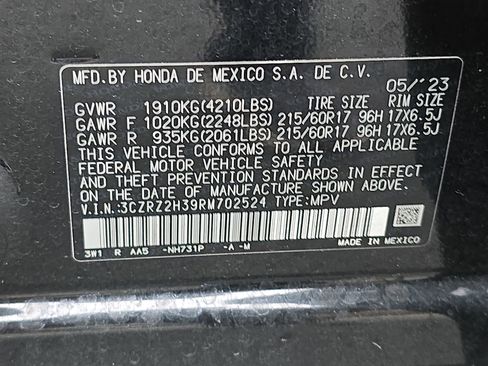 MFD. BY HONDA DE MEXICO S.A. DE C.V.
05/'23
GVWR 1910KG(4210LBS) TIRE SIZE RIM SIZE
GAWR F 1020KG(2248LBS) 215/60R17 96H 17X6.5J
GAWR R 935KG(2061LBS) 215/60R17 96H 17X6.5J
THIS VEHICLE CONFORMS TO ALL APPLICABLE
FEDERAL MOTOR VEHICLE SAFETY
STANDARDS IN EFFECT ON THE DATE
OF MANUFACTURE SHOWN ABOVE.
V.I.N.:3CZRZ2H39RM702524 TYPE:MPV
3W1 R AA5 -NH731P -A -M
MADE IN MEXICO